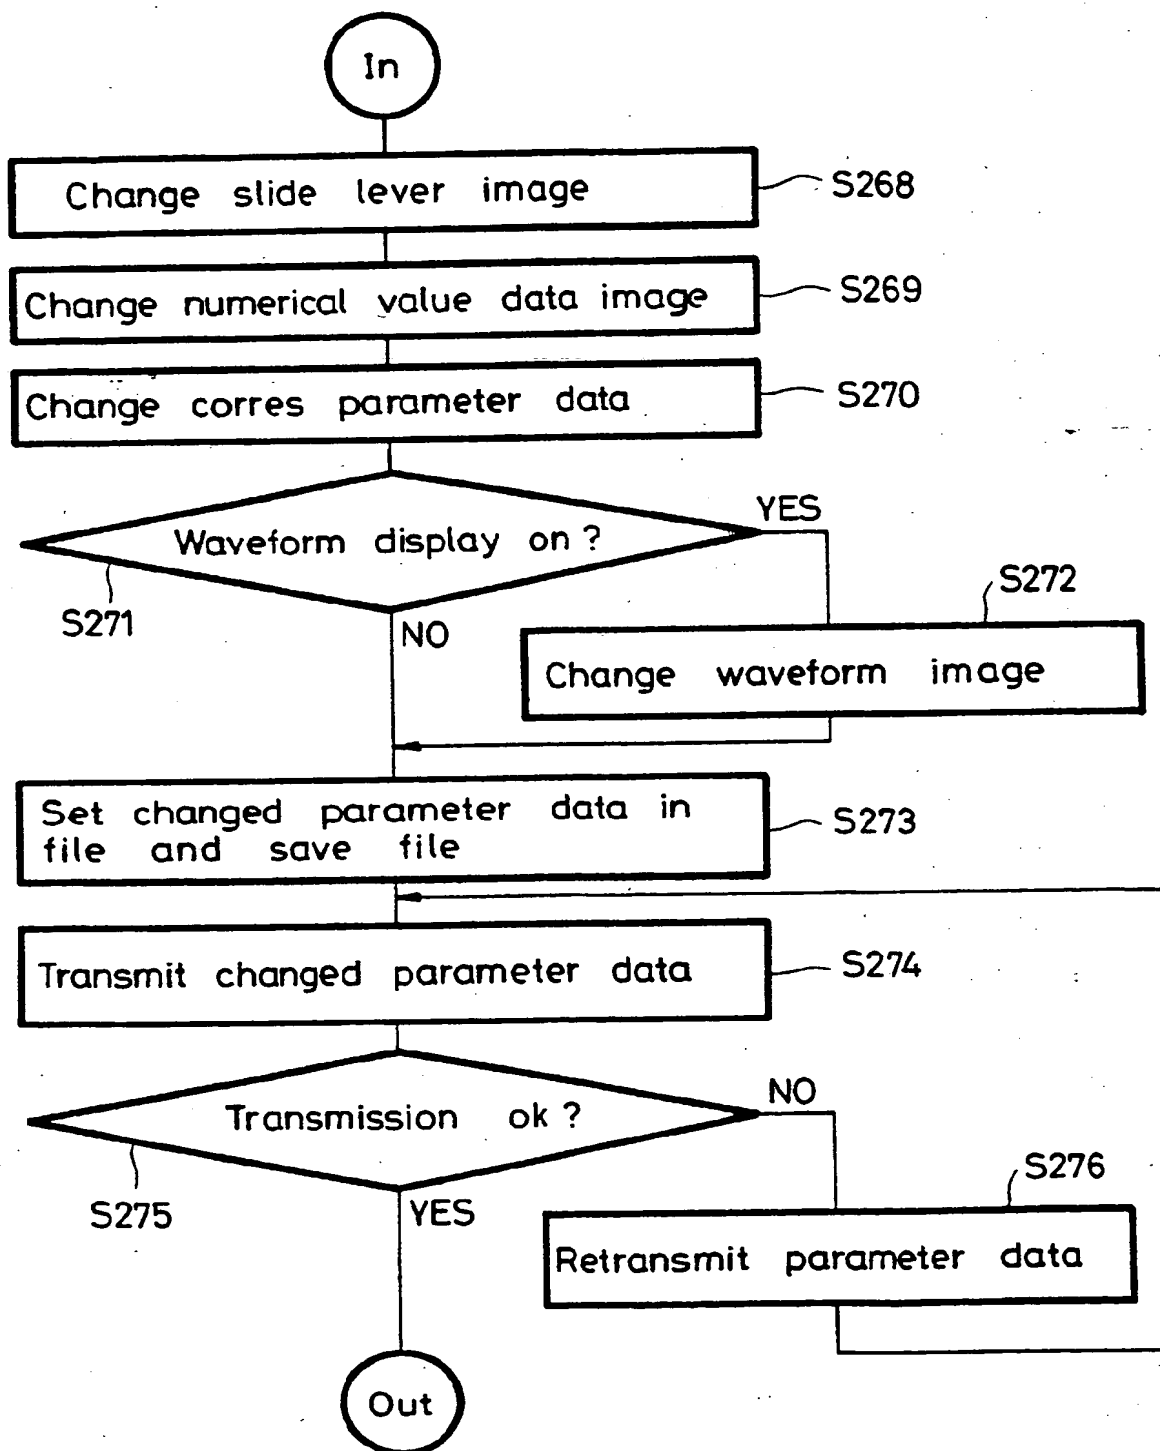 In
Change slide lever image
S268
Change numerical value data image
S269
Change corres parameter data
S270
Waveform display on ?
YES
S271
NO
S272
Change waveform image
Set changed parameter data in
file and save file
S273
Transmit changed parameter data
S274
Transmission ok ?
NO
S275
YES
S276
Retransmit parameter data
Out